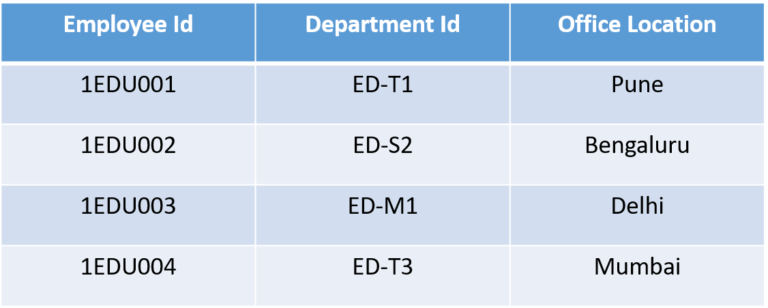 Employee Id Department Id Office Location
1EDU001 ED-T1 Pune
1EDU002 ED-S2 Bengaluru
1EDU003 ED-M1 Delhi
1EDU004 ED-T3 Mumbai